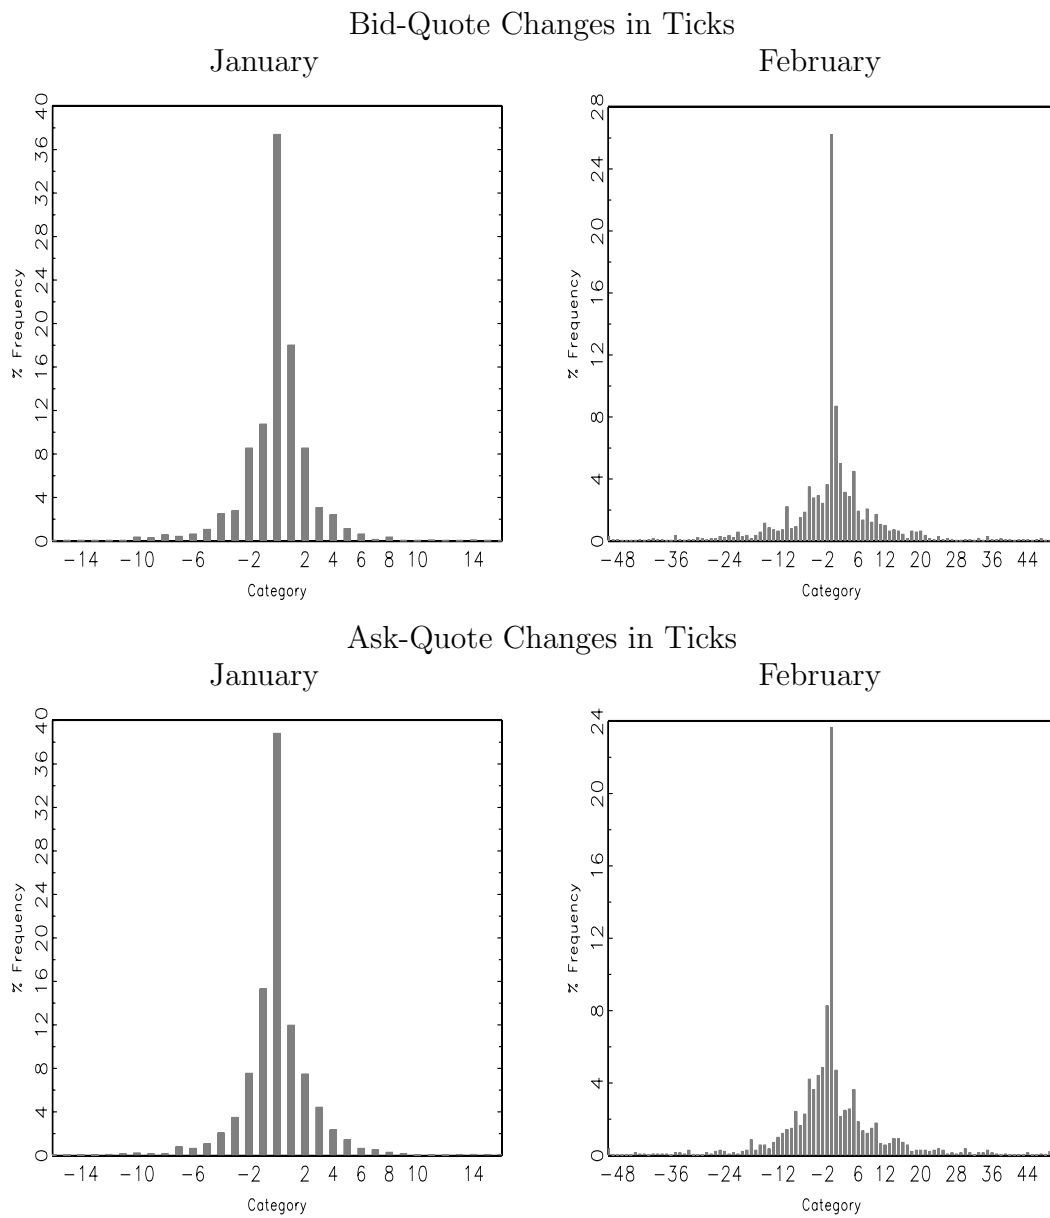 Bid-Quote Changes in Ticks
January
February
% Frequency
40
36
32
28
24
20
16
12
8
4
0
-14 -10 -6 -2 2 4 6 8 10 14
Category
% Frequency
28
24
20
16
12
8
4
0
-48 -36 -24 -12 -2 6 12 20 28 36 44
Category
Ask-Quote Changes in Ticks
January
February
% Frequency
40
36
32
28
24
20
16
12
8
4
0
-14 -10 -6 -2 2 4 6 8 10 14
Category
% Frequency
24
20
16
12
8
4
0
-48 -36 -24 -12 -2 6 12 20 28 36 44
Category